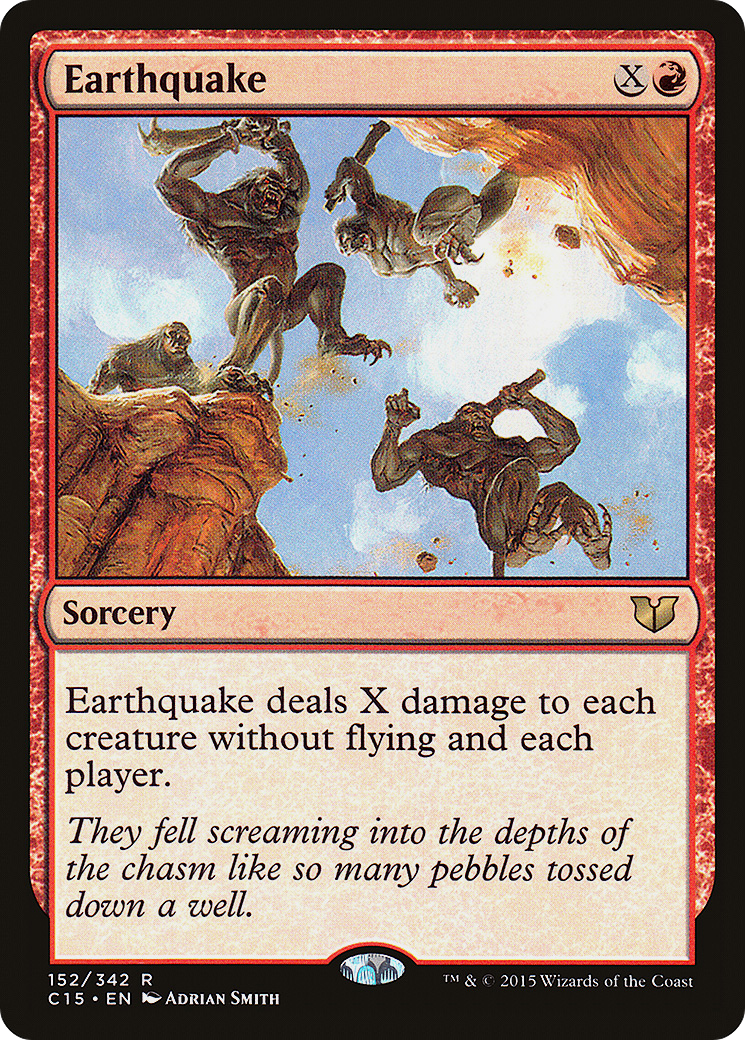 Earthquake X
Sorcery
Earthquake deals X damage to each
creature without flying and each
player.
They fell screaming into the depths of
the chasm like so many pebbles tossed
down a well.
152/342 R
C15 • EN Adrian Smith
™ & © 2015 Wizards of the Coast